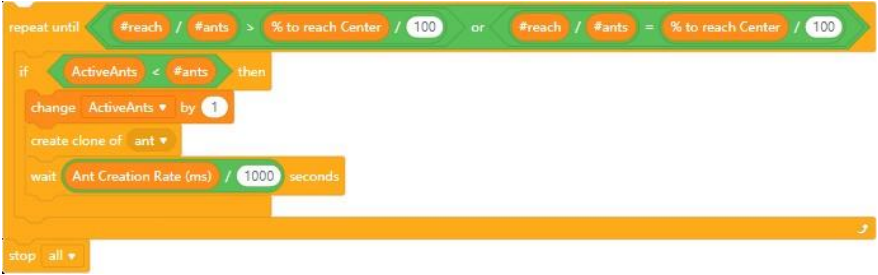 repeat until #reach / #ants > % to reach Center / 100 or #reach / #ants = % to reach Center / 100
if ActiveAnts < #ants then
change ActiveAnts by 1
create clone of ant
wait Ant Creation Rate (ms) / 1000 seconds
stop all